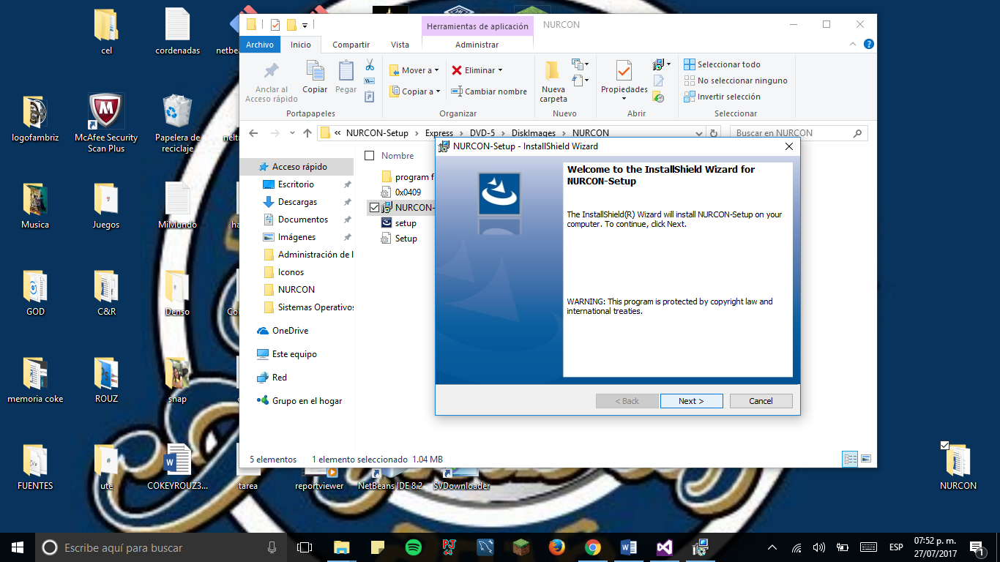 cel
cordenadas
netbea
Herramientas de aplicación
NURCON
Archivo
Inicio
Compartir
Vista
Administrar
Anclar al
Acceso rápido
Copiar
Pegar
Mover a
Copiar a
Eliminar
Cambiar nombre
Nueva
carpeta
Propiedades
Seleccionar todo
No seleccionar ninguno
Invertir selección
Portapapeles
Organizar
Nuevo
Abrir
Seleccionar
« NURCON-Setup > Express > DVD-5 > DiskImages > NURCON
Buscar en NURCON
logofambriz
McAfee Security
Scan Plus
Papelera de
reciclaje
Musica
Juegos
MiMundo
GOD
C&R
Denso
memoria coke
ROUZ
snap
FUENTES
ute
COKEYROUZ3...
tarea
reportviewer
NetBeans IDE 8.2
SVDownloader
NURCON
Acceso rápido
Escritorio
Descargas
Documentos
Imágenes
Administración de l
Iconos
NURCON
Sistemas Operativos
OneDrive
Este equipo
Red
Grupo en el hogar
Nombre
program f
0x0409
NURCON-
setup
Setup
5 elementos
1 elemento seleccionado 1.04 MB
NURCON-Setup - InstallShield Wizard
Welcome to the InstallShield Wizard for
NURCON-Setup
The InstallShield(R) Wizard will install NURCON-Setup on your
computer. To continue, click Next.
WARNING: This program is protected by copyright law and
international treaties.
< Back
Next >
Cancel
Escribe aquí para buscar
ESP
07:52 p. m.
27/07/2017
1